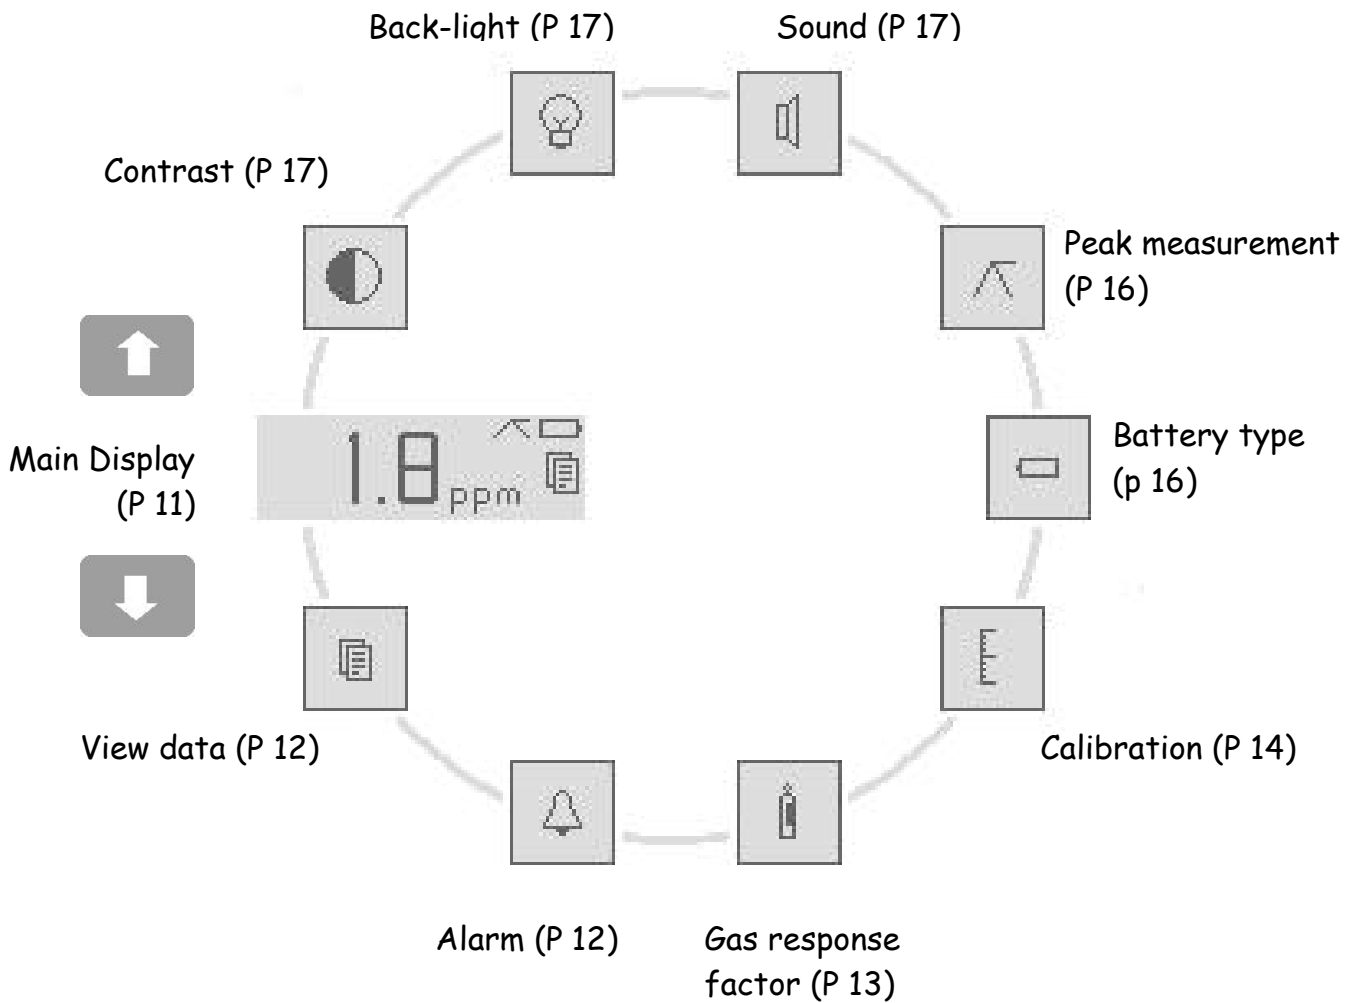 Back-light (P 17)
Sound (P 17)
Contrast (P 17)
Peak measurement
(P 16)
Main Display
(P 11)
1.8 ppm
Battery type
(p 16)
View data (P 12)
Calibration (P 14)
Alarm (P 12)
Gas response
factor (P 13)